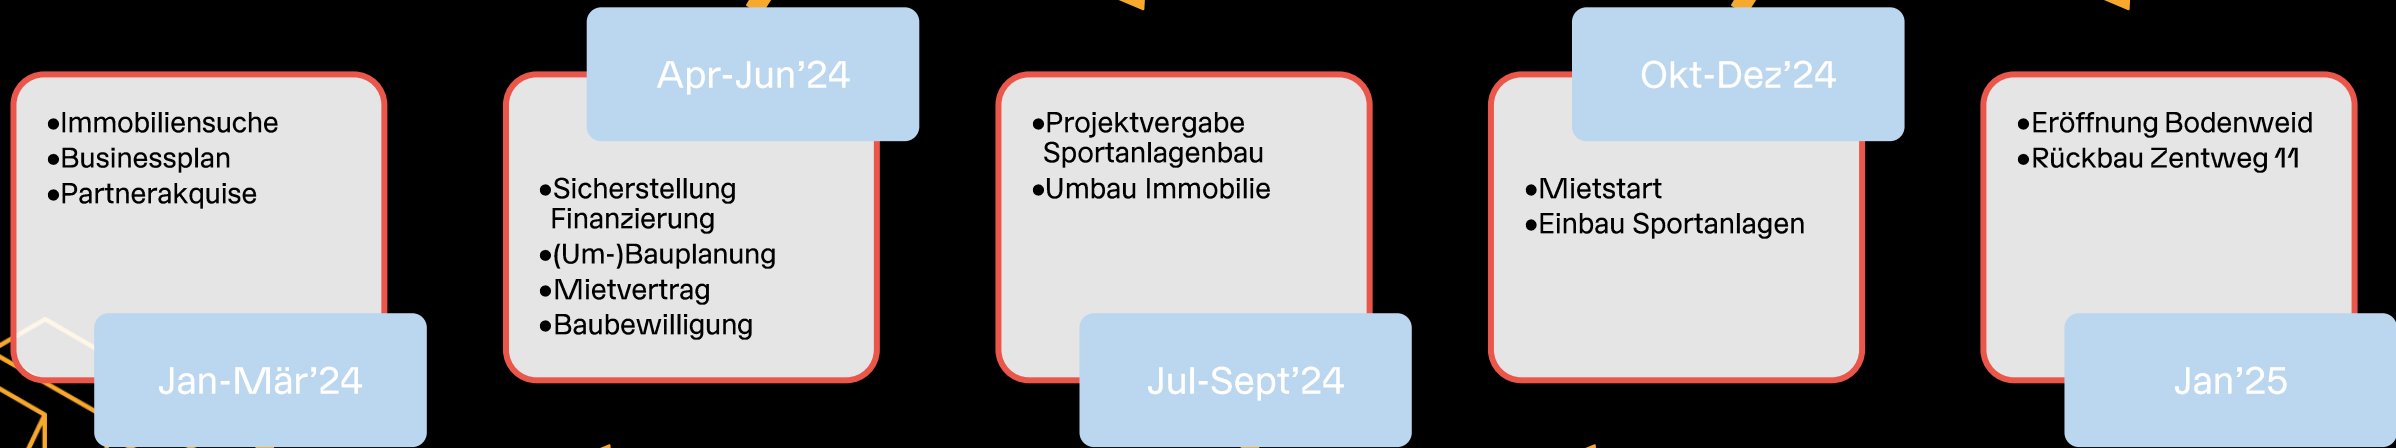 •Immobiliensuche
•Businessplan
•Partnerakquise
Jan-Mär’24
Apr-Jun’24
•Sicherstellung
Finanzierung
•(Um-)Bauplanung
•Mietvertrag
•Baubewilligung
•Projektvergabe
Sportanlagenbau
•Umbau Immobilie
Jul-Sept’24
Okt-Dez’24
•Mietstart
•Einbau Sportanlagen
•Eröffnung Bodenweid
•Rückbau Zentweg 11
Jan’25